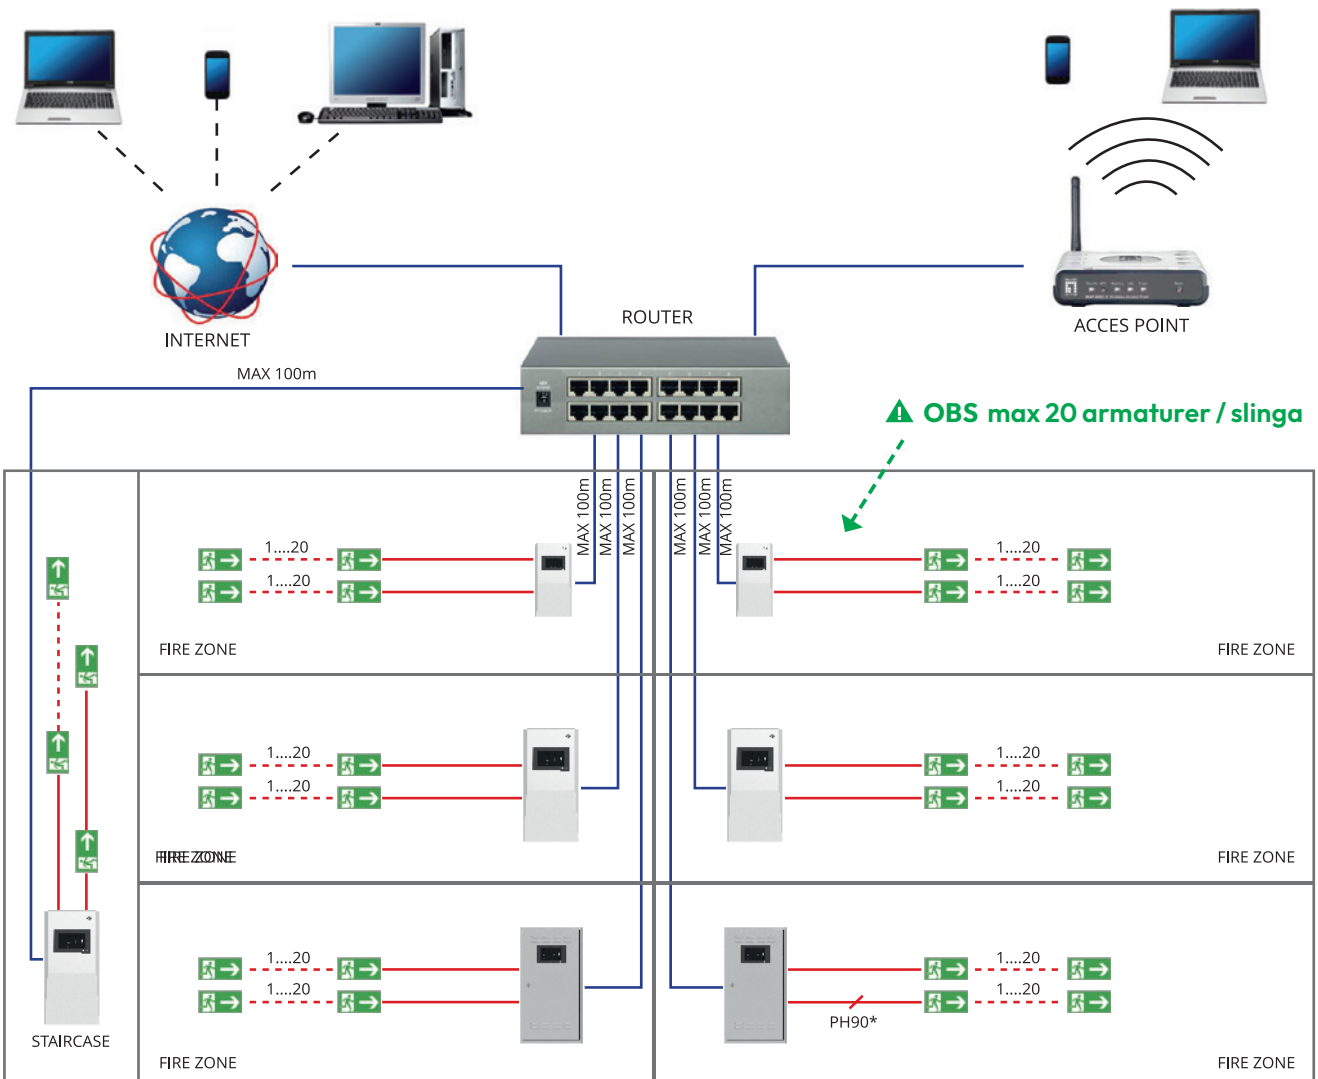 INTERNET
ROUTER
ACCES POINT
MAX 100m
OBS max 20 armaturer / slinga
MAX 100m
MAX 100m
MAX 100m
MAX 100m
MAX 100m
MAX 100m
1....20
1....20
FIRE ZONE
1....20
1....20
FIRE ZONE
1....20
1....20
FIRE ZONE
1....20
1....20
FIRE ZONE
1....20
1....20
FIRE ZONE
1....20
1....20
PH90*
FIRE ZONE
STAIRCASE